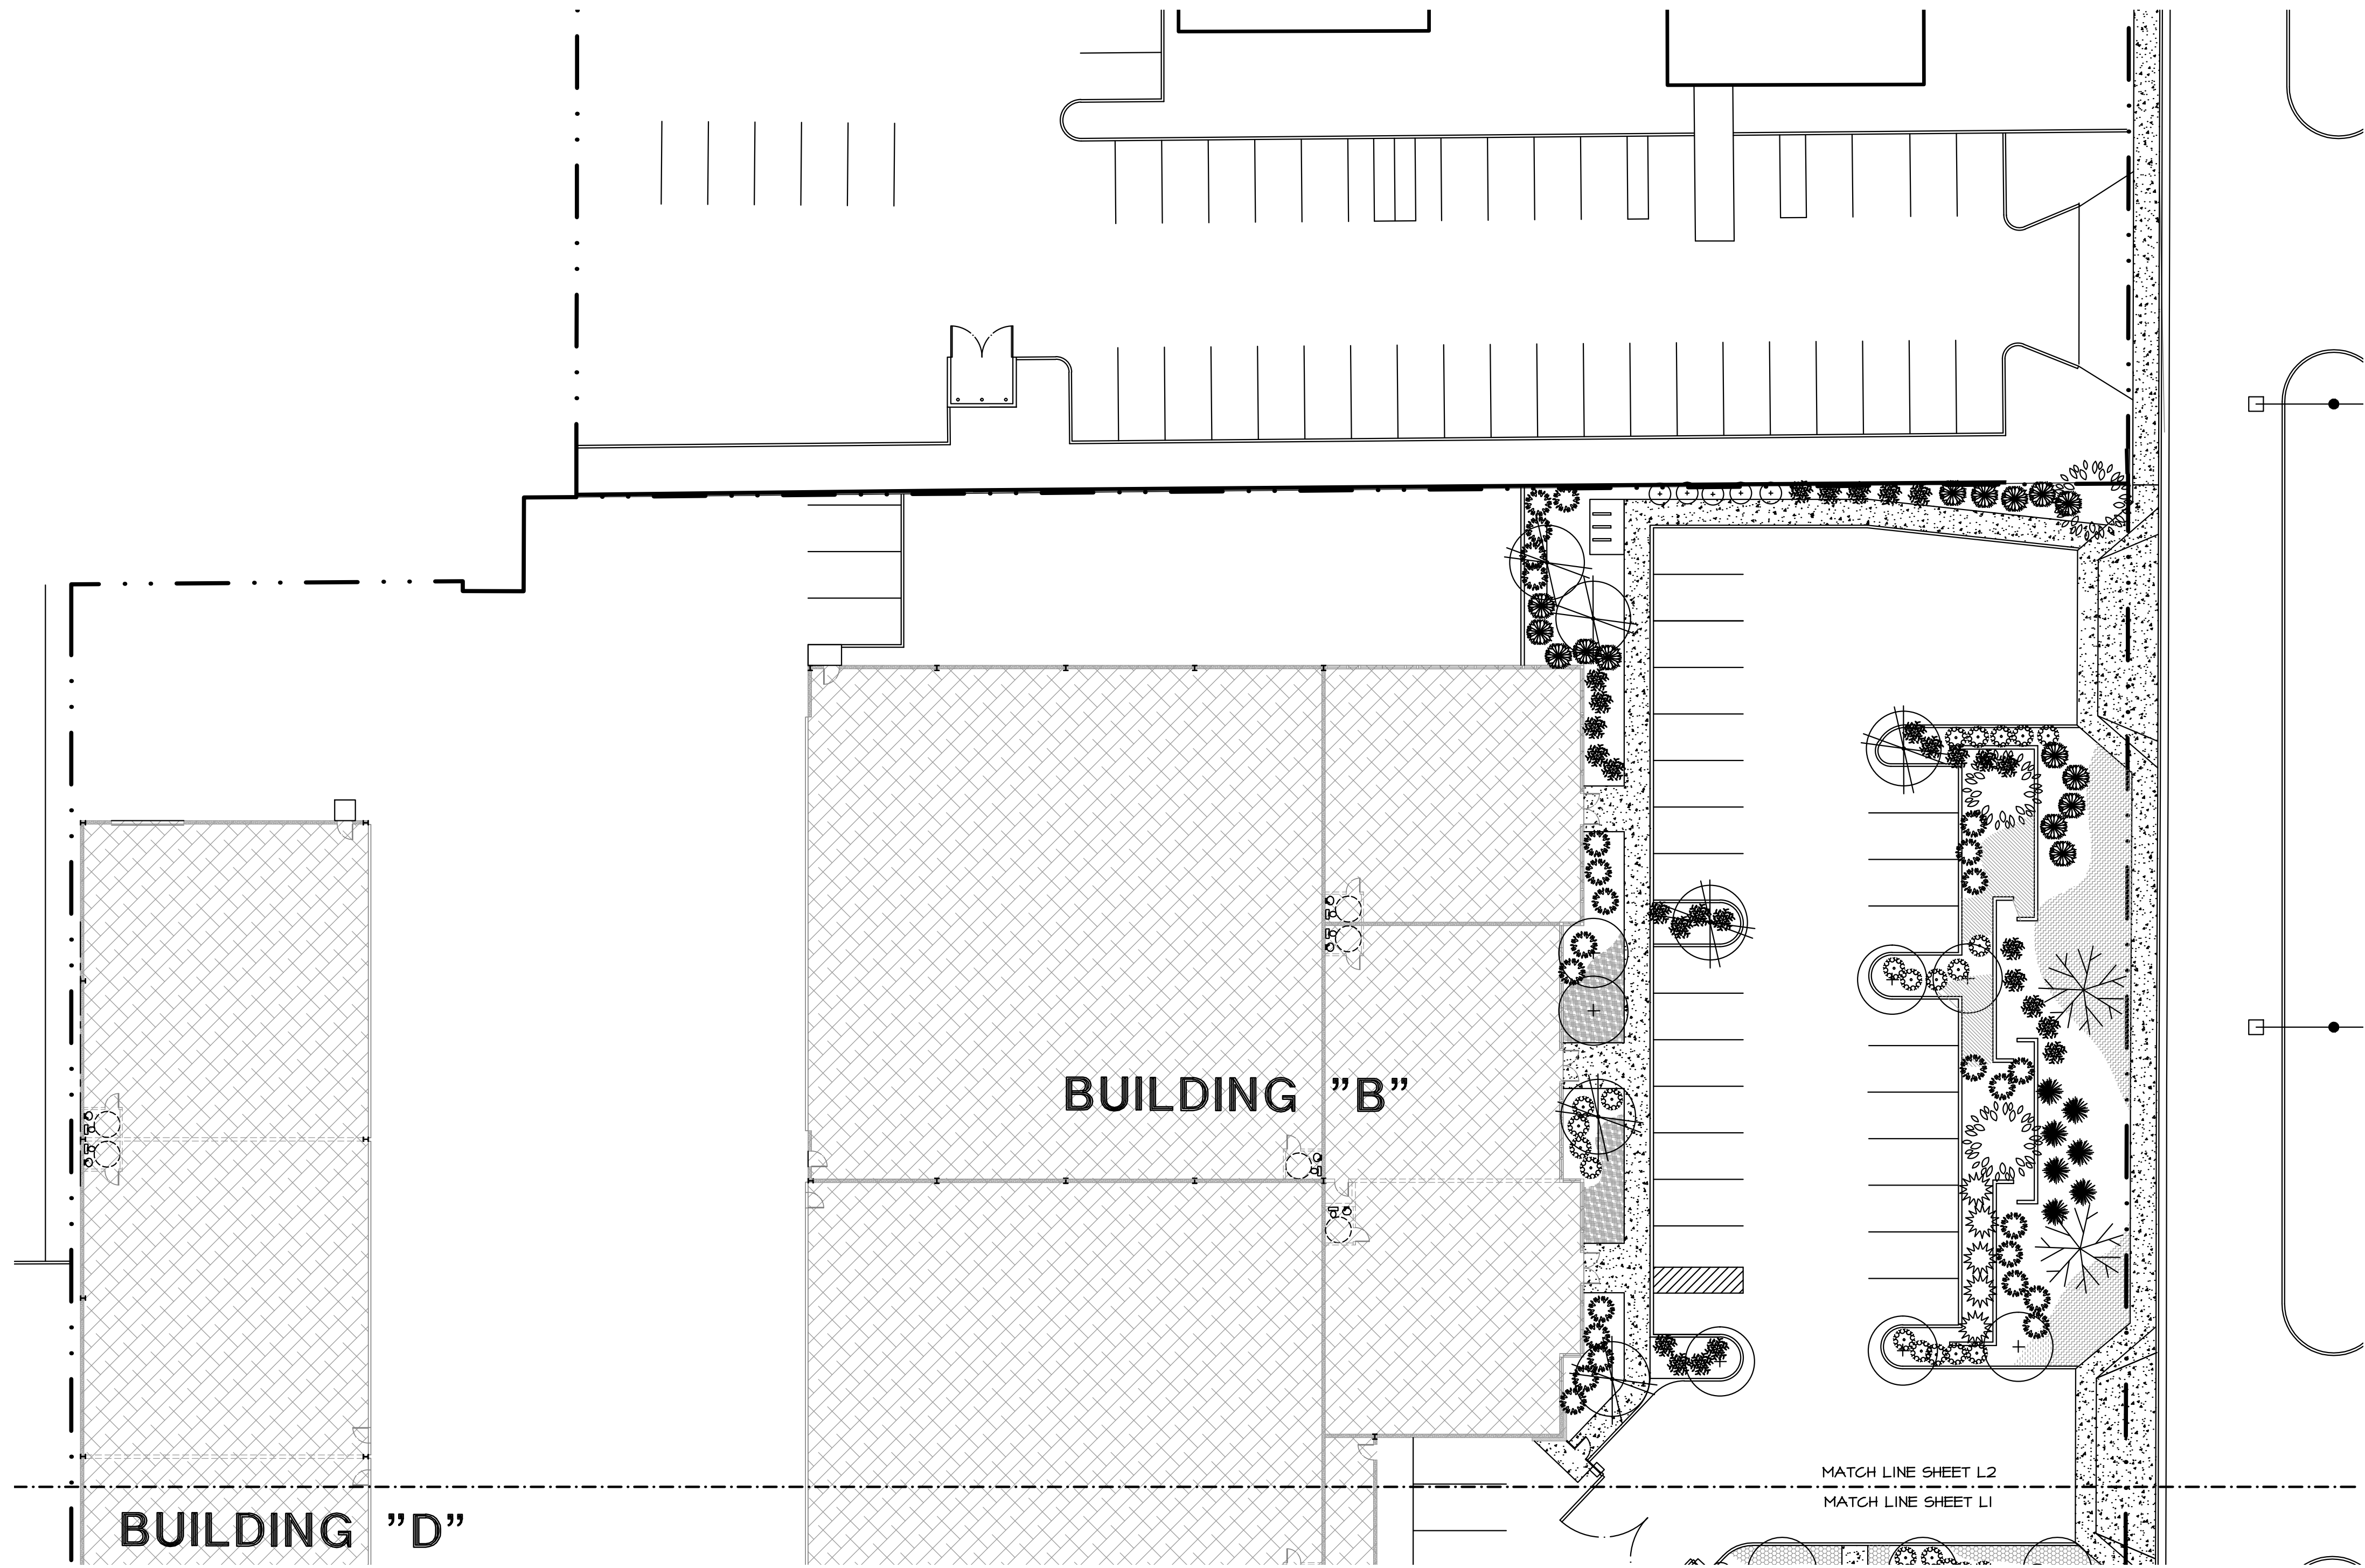 BUILDING "B"
MATCH LINE SHEET L2
MATCH LINE SHEET L1
BUILDING "D"